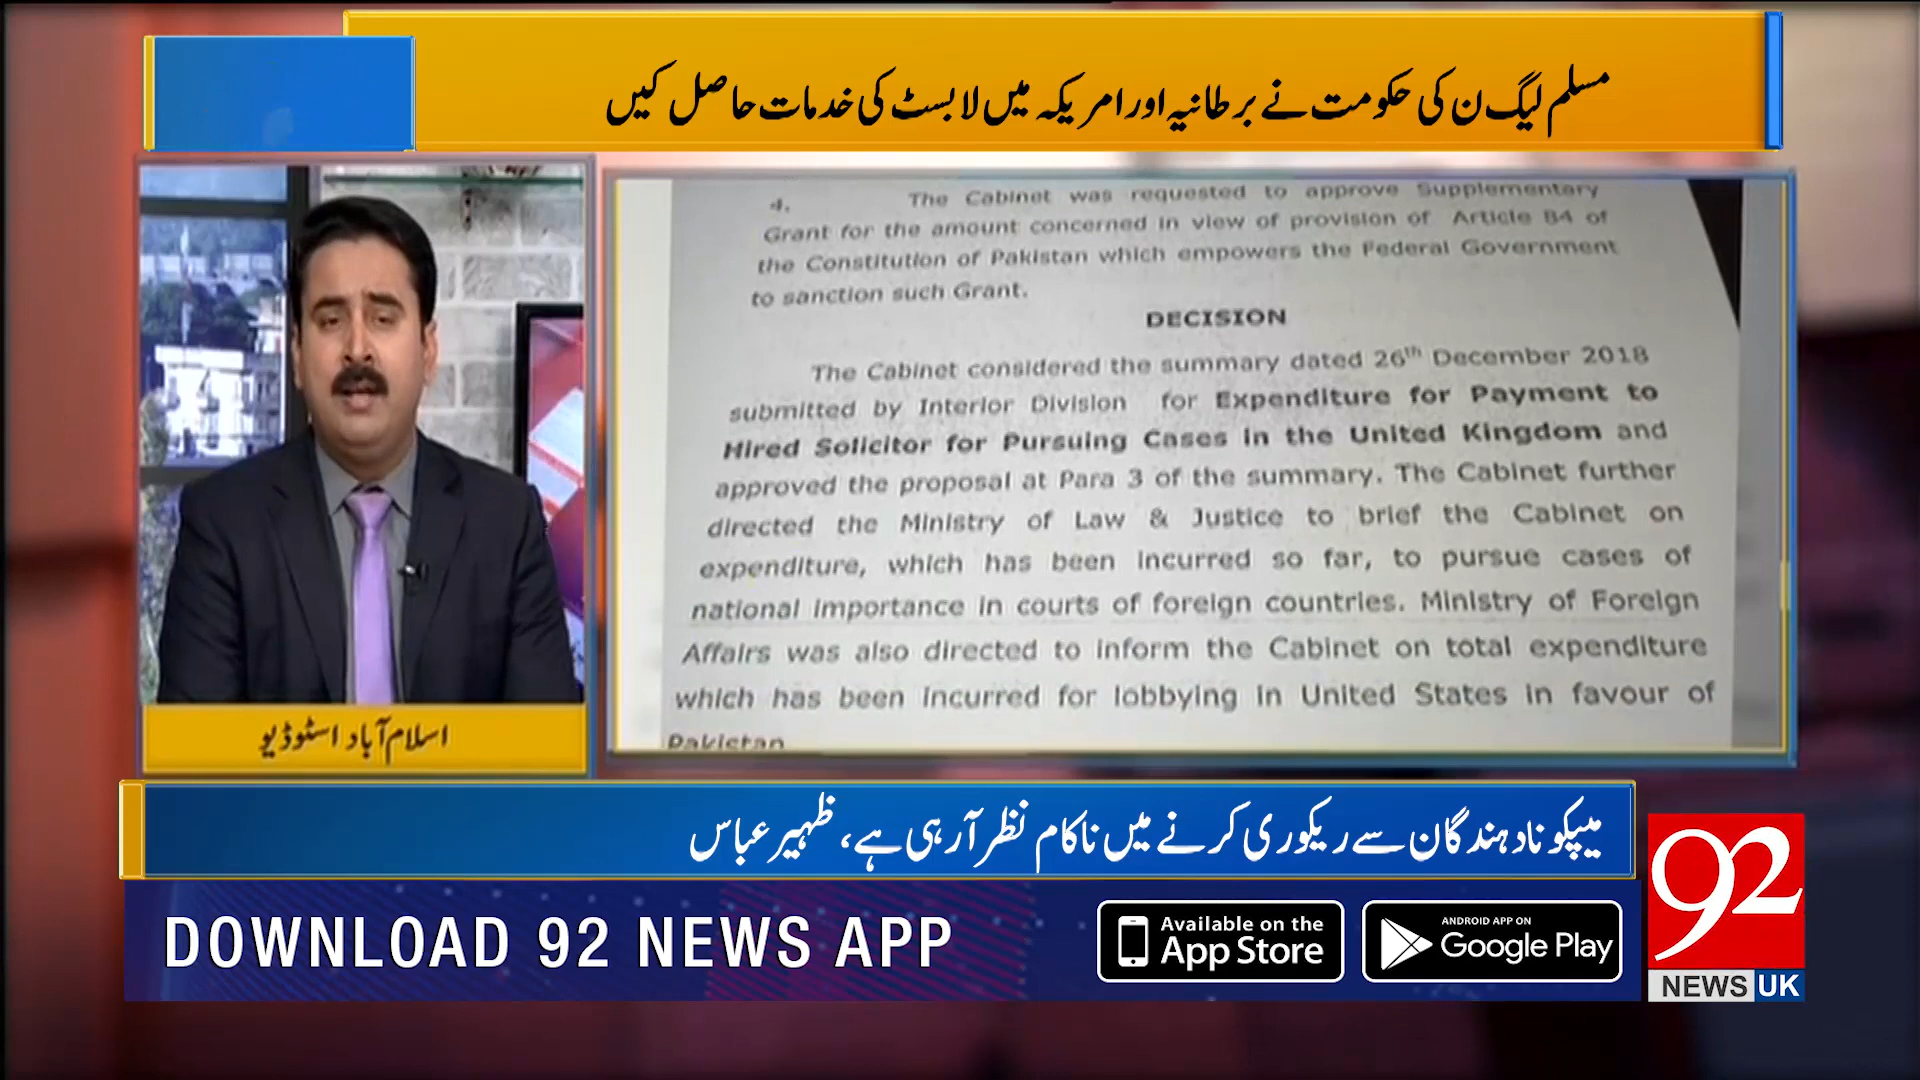 مسلم لیگ ن کی حکومت نے برطانیہ اور امریکہ میں لابسٹ کی خدمات حاصل کیں
4. The Cabinet was requested to approve Supplementary
Grant for the amount concerned in view of provision of Article 84 of
the Constitution of Pakistan which empowers the Federal Government
to sanction such Grant.
DECISION
The Cabinet considered the summary dated 26th December 2018
submitted by Interior Division for Expenditure for Payment to
Hired Solicitor for Pursuing Cases in the United Kingdom and
approved the proposal at Para 3 of the summary. The Cabinet further
directed the Ministry of Law & Justice to brief the Cabinet on
expenditure, which has been incurred so far, to pursue cases of
national importance in courts of foreign countries. Ministry of Foreign
Affairs was also directed to inform the Cabinet on total expenditure
which has been incurred for lobbying in United States in favour of
Pakistan
اسلام آباد اسٹوڈیو
میپکو نادہندگان سے ریکوری کرنے میں ناکام نظر آ رہی ہے، ظہیر عباس
DOWNLOAD 92 NEWS APP
Available on the
App Store
ANDROID APP ON
Google Play
92
NEWS UK